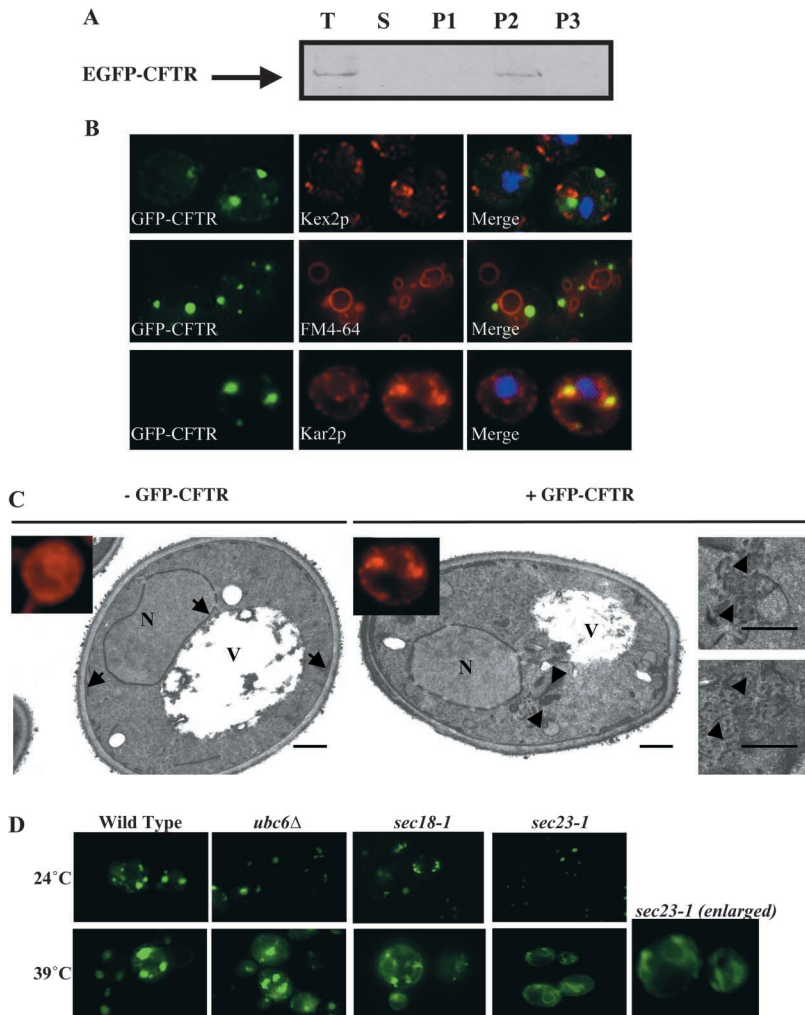 A
T S P1 P2 P3
EGFP-CFTR
B
GFP-CFTR Kex2p Merge
GFP-CFTR FM4-64 Merge
GFP-CFTR Kar2p Merge
C
- GFP-CFTR + GFP-CFTR
N
V
N
V
D
Wild Type ubc6Δ sec18-1 sec23-1
24˚C
sec23-1 (enlarged)
39˚C